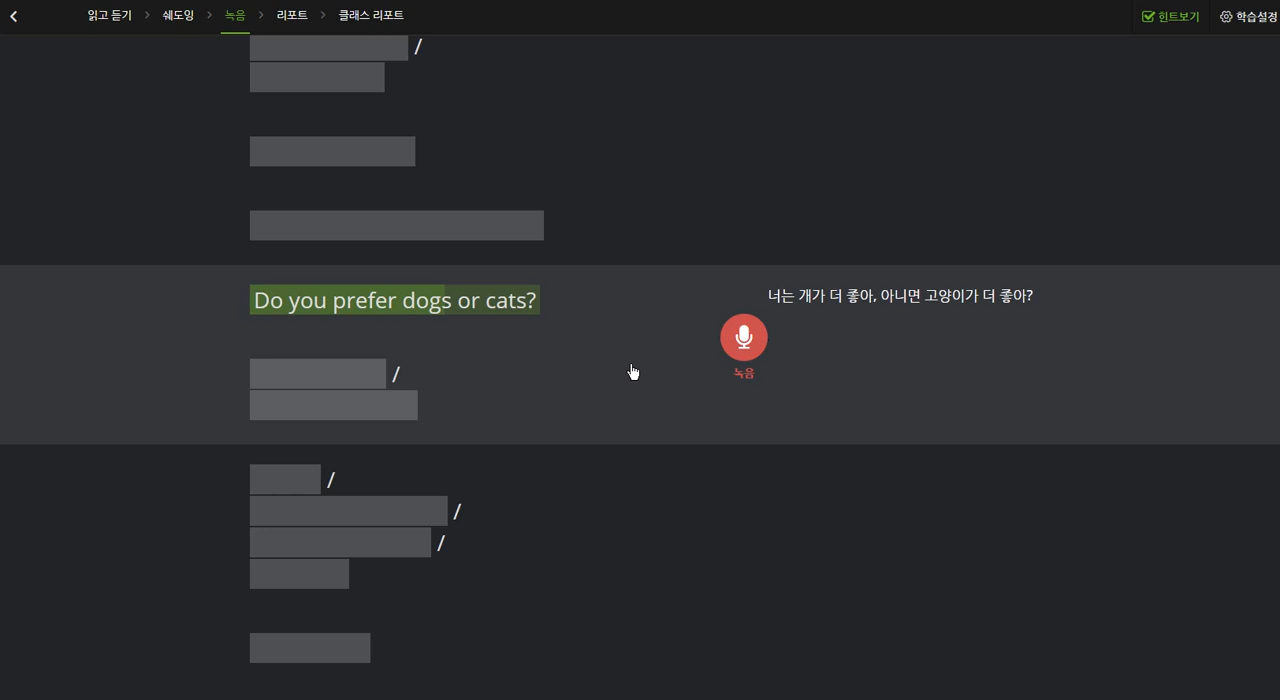 읽고 듣기 > 쉐도잉 > 녹음 > 리포트 > 클래스 리포트
힌트보기
학습설정
/
Do you prefer dogs or cats?
너는 개가 더 좋아, 아니면 고양이가 더 좋아?
녹음
/
/
/
/